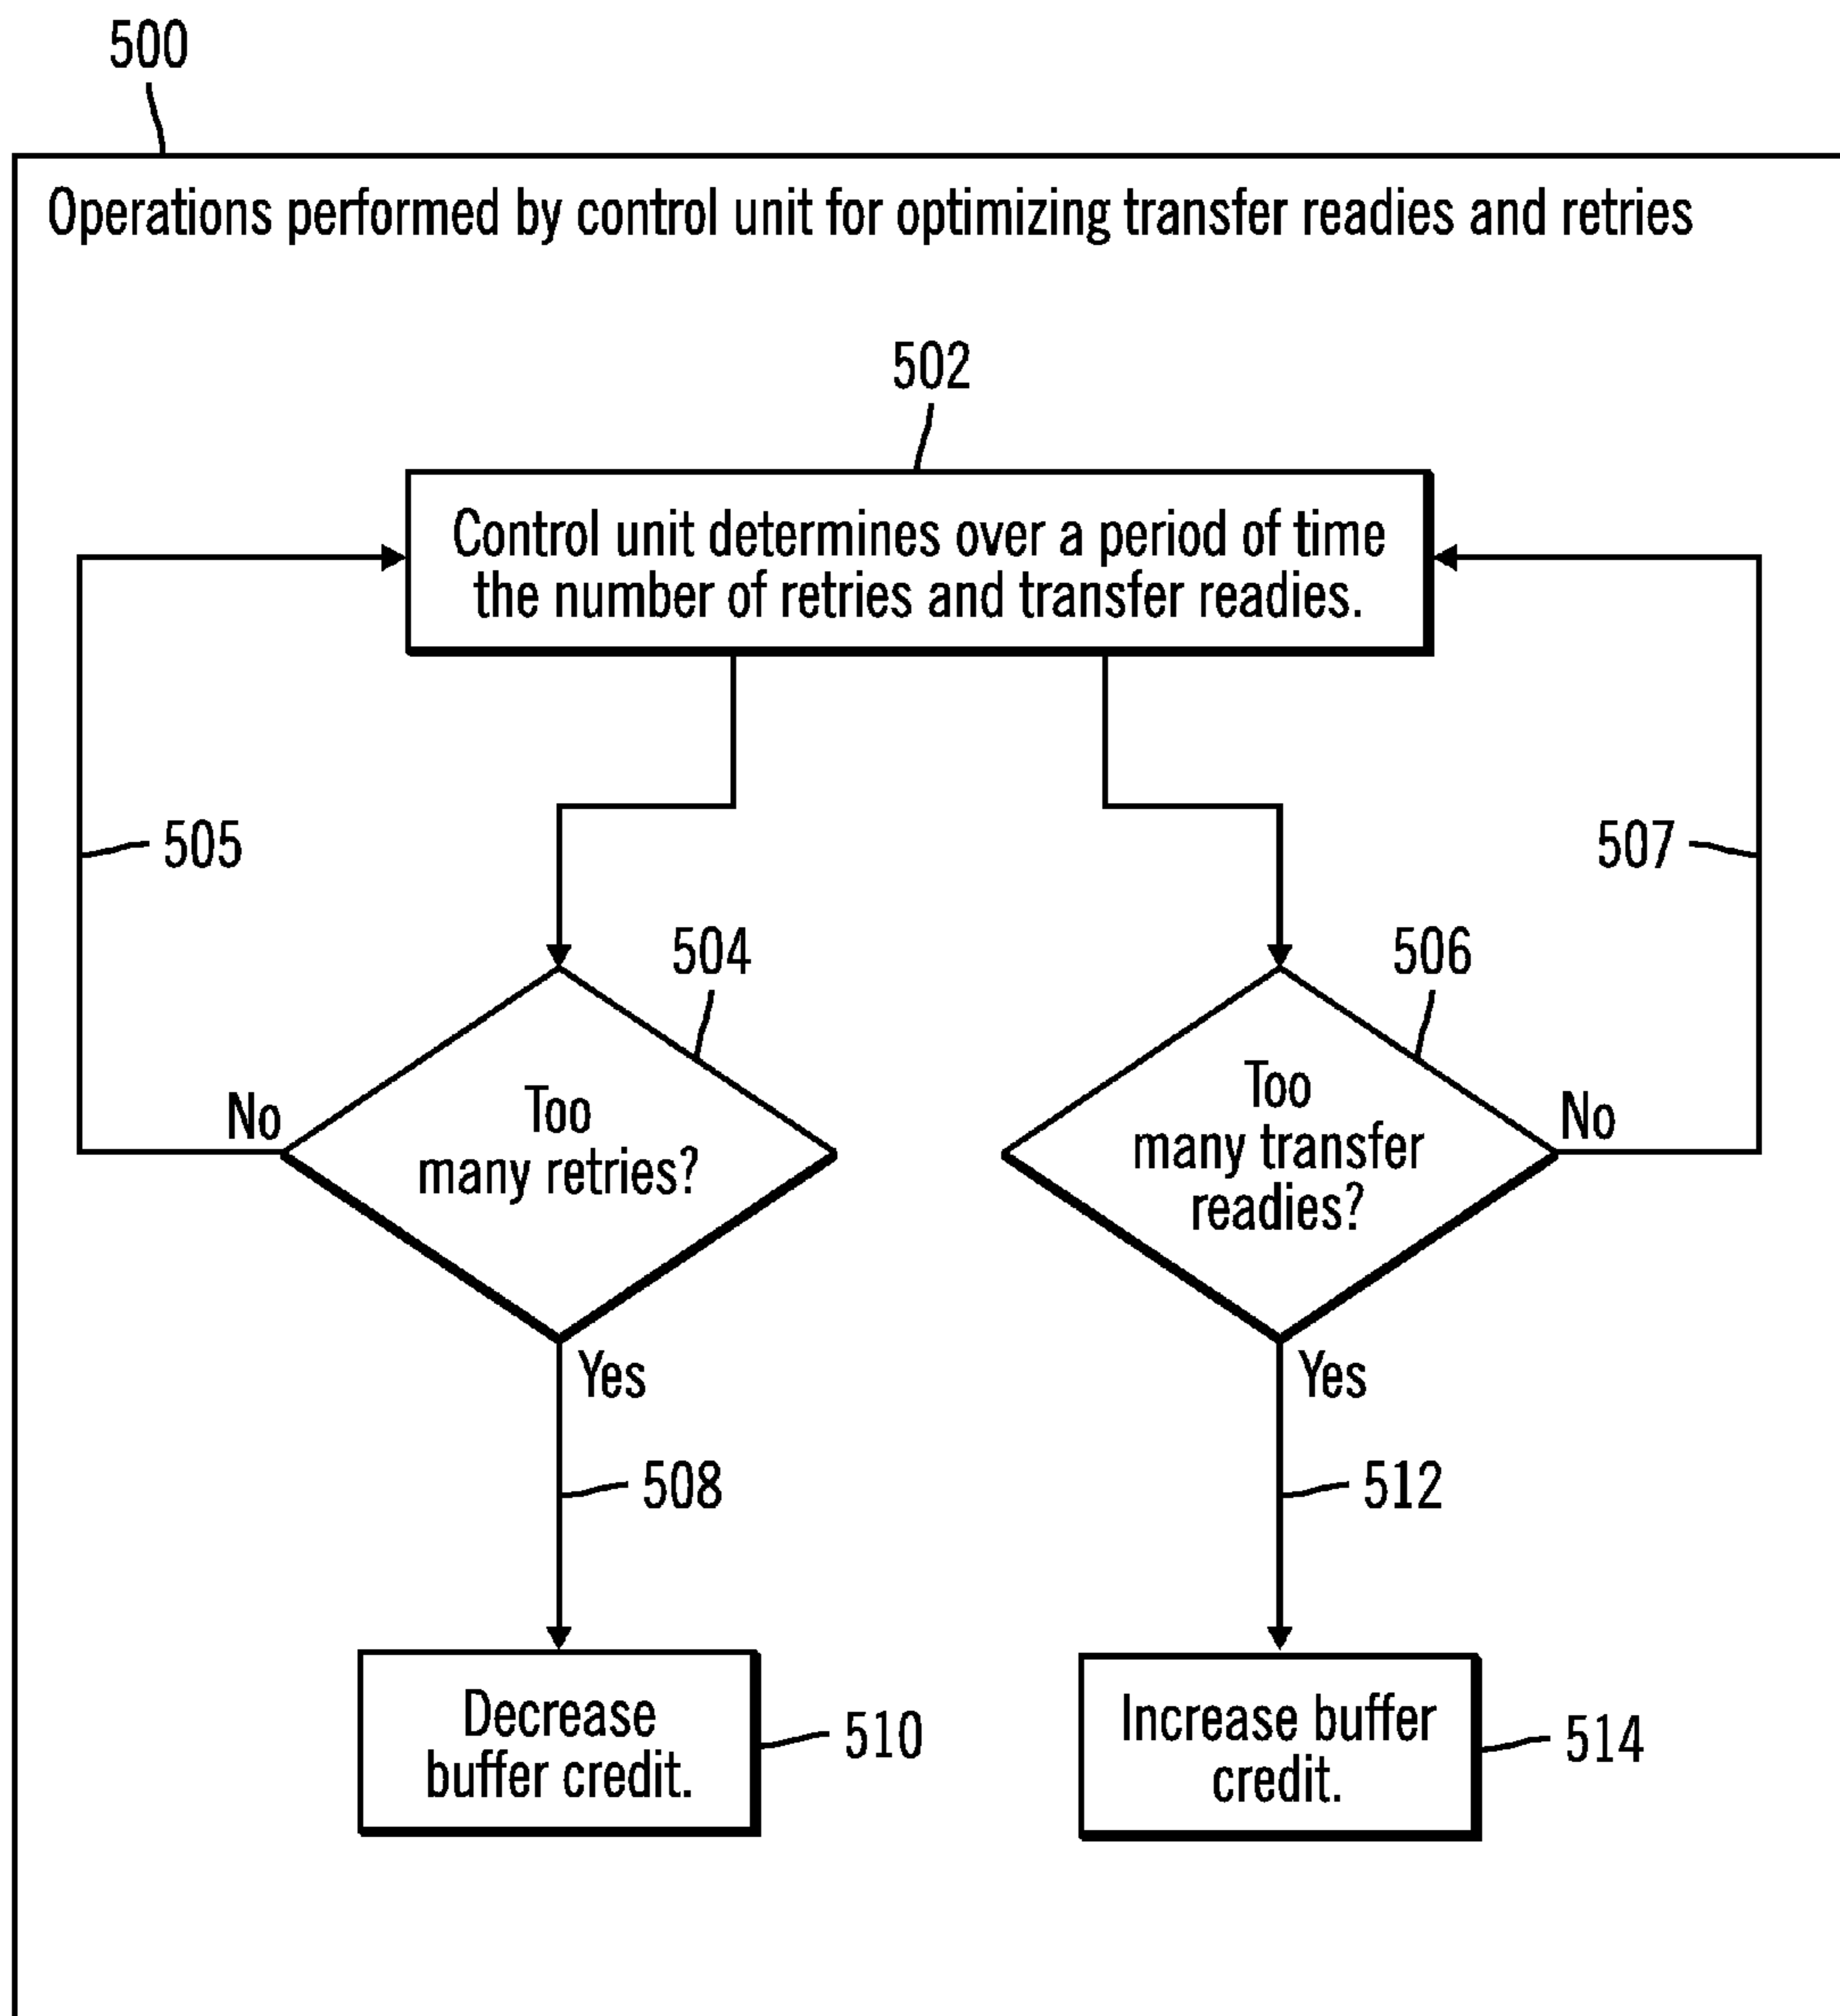 500
Operations performed by control unit for optimizing transfer readies and retries
502
Control unit determines over a period of time
the number of retries and transfer readies.
505
507
504
506
No
Too
many retries?
Too
many transfer
readies?
No
Yes
Yes
508
512
Decrease
buffer credit.
510
Increase buffer
credit.
514